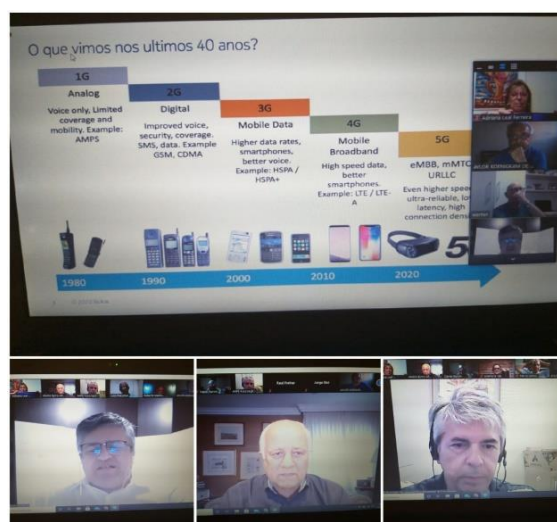 O que vimos nos ultimos 40 anos?
1G
Analog
Voice only, Limited
coverage and
mobility. Example:
AMPS
2G
Digital
Improved voice,
security, coverage.
SMS, data. Example
GSM, CDMA
3G
Mobile Data
Higher data rates,
smartphones,
better voice.
Example: HSPA /
HSPA+
4G
Mobile
Broadband
High speed data,
better
smartphones.
Example: LTE / LTE-
A
5G
eMBB, mMTC
URLLC
Even higher speed
ultra-reliable, low
latency, high
connection dens
5
1980
1990
2000
2010
2020